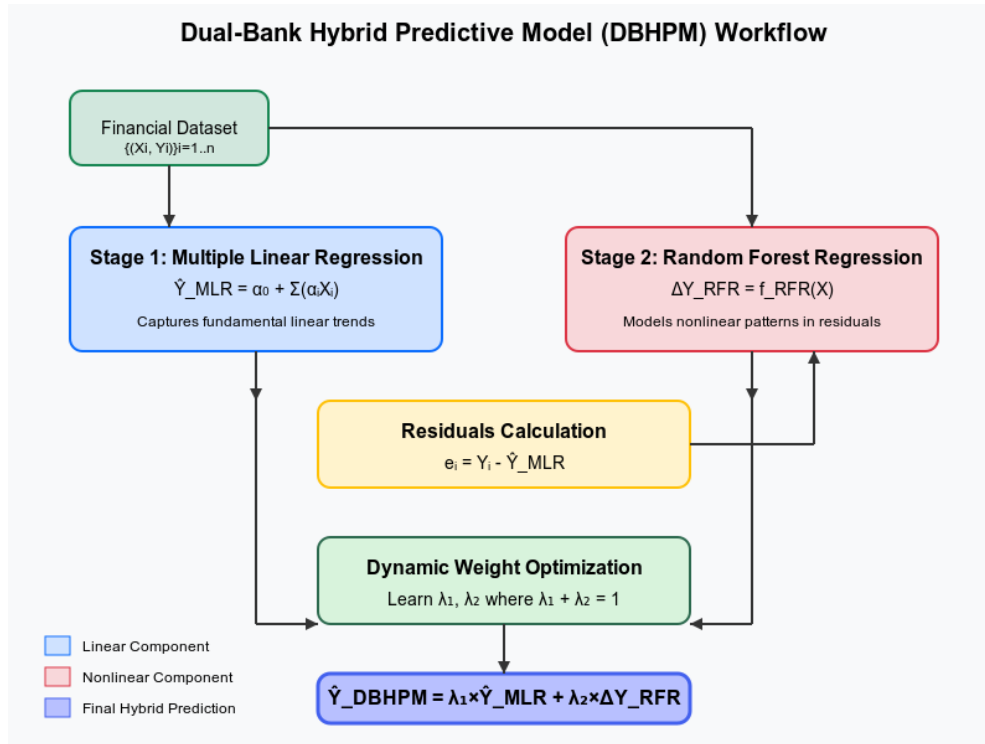 Dual-Bank Hybrid Predictive Model (DBHPM) Workflow
Financial Dataset
{(Xi, Yi)}i=1..n
Stage 1: Multiple Linear Regression
Ŷ_MLR = α₀ + Σ(αᵢXᵢ)
Captures fundamental linear trends
Stage 2: Random Forest Regression
ΔY_RFR = f_RFR(X)
Models nonlinear patterns in residuals
Residuals Calculation
eᵢ = Yᵢ - Ŷ_MLR
Dynamic Weight Optimization
Learn λ₁, λ₂ where λ₁ + λ₂ = 1
Ŷ_DBHPM = λ₁×Ŷ_MLR + λ₂×ΔY_RFR
Linear Component
Nonlinear Component
Final Hybrid Prediction